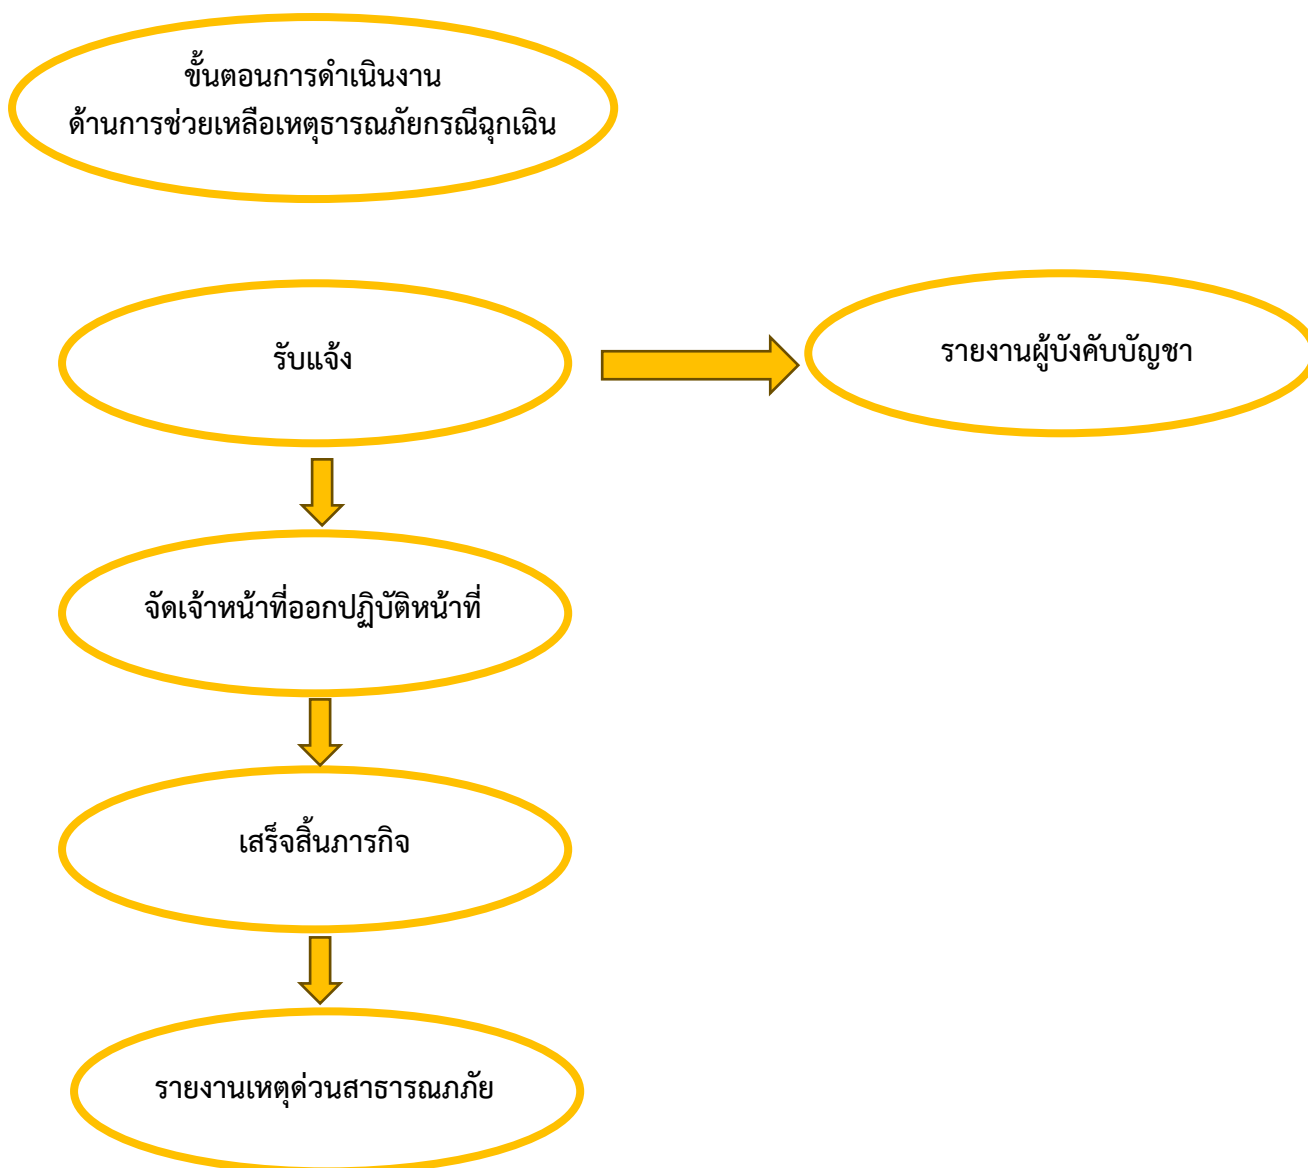 ขั้นตอนการดำเนินงาน
ด้านการช่วยเหลือเหตุธารณภัยกรณีฉุกเฉิน
รับแจ้ง
รายงานผู้บังคับบัญชา
จัดเจ้าหน้าที่ออกปฏิบัติหน้าที่
เสร็จสิ้นภารกิจ
รายงานเหตุด่วนสาธารณภภัย